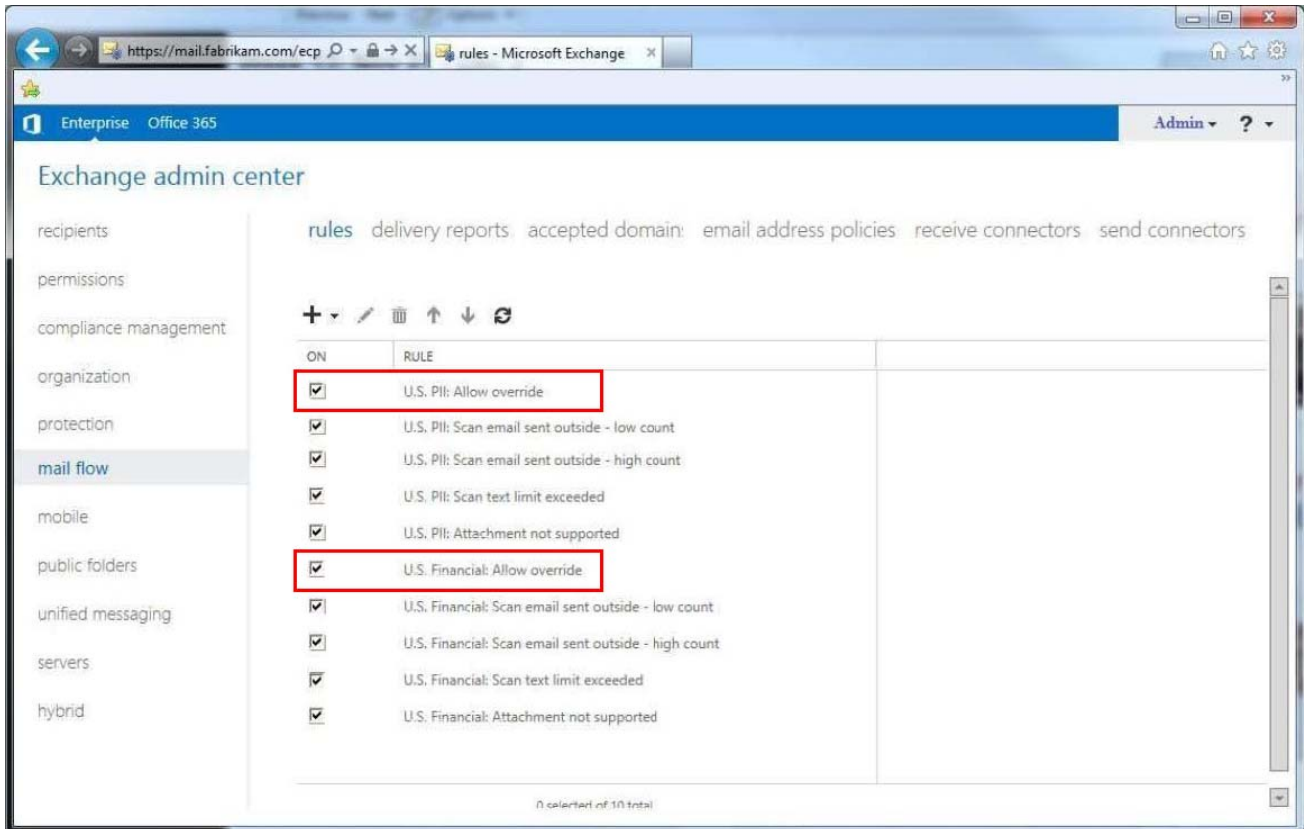 https://mail.fabrikam.com/ecp
rules - Microsoft Exchange
Enterprise Office 365
Admin ?
Exchange admin center
recipients
permissions
compliance management
organization
protection
mail flow
mobile
public folders
unified messaging
servers
hybrid
rules delivery reports accepted domain: email address policies receive connectors send connectors
ON RULE
U.S. PII: Allow override
U.S. PII: Scan email sent outside - low count
U.S. PII: Scan email sent outside - high count
U.S. PII: Scan text limit exceeded
U.S. PII: Attachment not supported
U.S. Financial: Allow override
U.S. Financial: Scan email sent outside - low count
U.S. Financial: Scan email sent outside - high count
U.S. Financial: Scan text limit exceeded
U.S. Financial: Attachment not supported
0 selected of 10 total